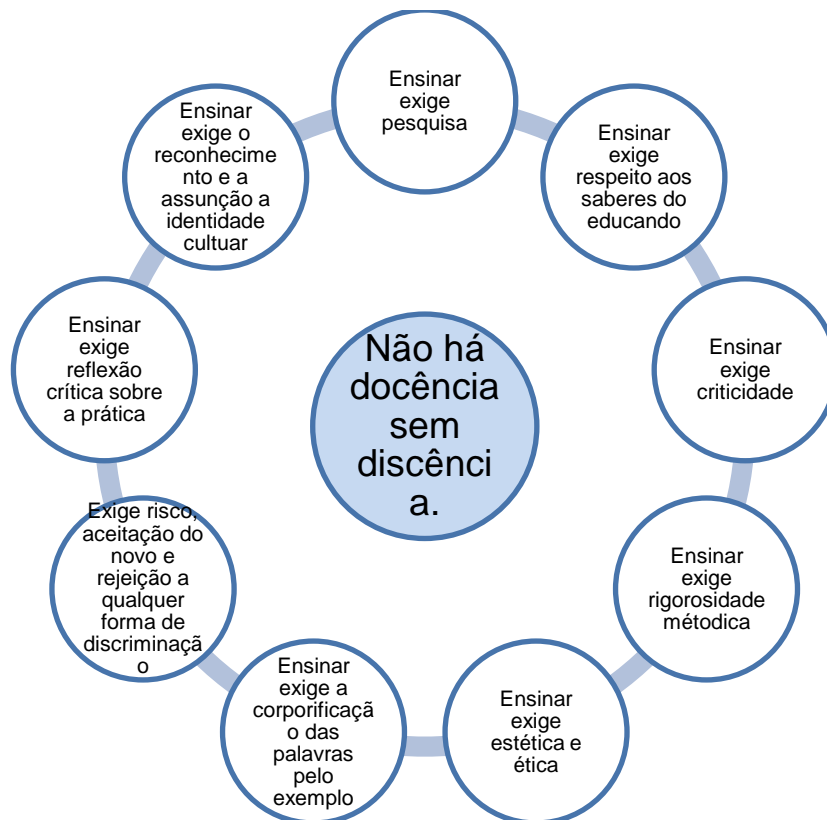 Ensinar
exige
pesquisa
Ensinar
exige
respeito aos
saberes do
educando
Ensinar
exige
criticidade
Ensinar
exige
rigorosidade
métodica
Ensinar
exige
estética e
ética
Ensinar
exige a
corporificaçã
o das
palavras
pelo
exemplo
Exige risco,
aceitação do
novo e
rejeição a
qualquer
forma de
discriminaçã
o
Ensinar
exige
reflexão
crítica sobre
a prática
Ensinar
exige o
reconhecime
nto e a
assunção a
identidade
cultuar
Não há
docência
sem
discênci
a.